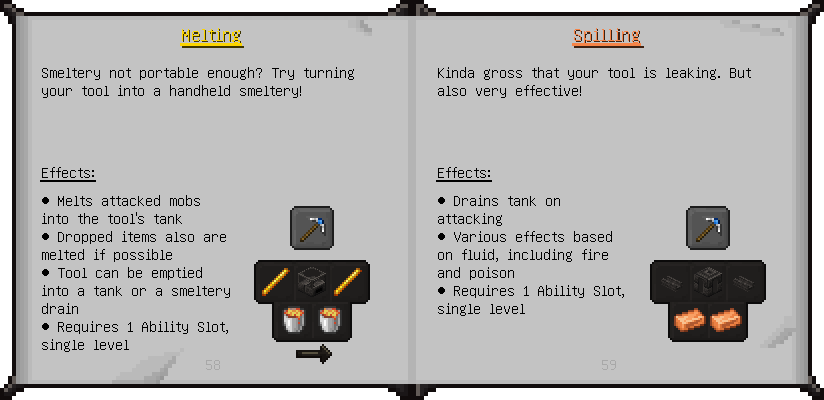 Melting
Smeltery not portable enough? Try turning
your tool into a handheld smeltery!
Effects:
• Melts attacked mobs
into the tool's tank
• Dropped items also are
melted if possible
• Tool can be emptied
into a tank or a smeltery
drain
• Requires 1 Ability Slot,
single level
58
Spilling
Kinda gross that your tool is leaking. But
also very effective!
Effects:
• Drains tank on
attacking
• Various effects based
on fluid, including fire
and poison
• Requires 1 Ability Slot,
single level
59